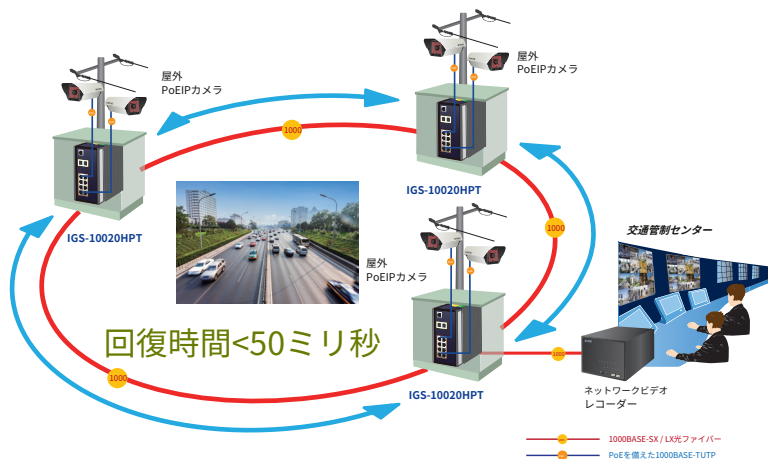 屋外
PoEIPカメラ
屋外
PoEIPカメラ
1000
IGS-10020HPT
IGS-10020HPT
1000
屋外
PoEIPカメラ
交通管制センター
回復時間<50ミリ秒
1000
1000
IGS-10020HPT
ネットワークビデオ
レコーダー
1000BASE-SX / LX光ファイバー
PoEを備えた1000BASE-TUTP